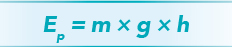 Eₚ = m × g × h